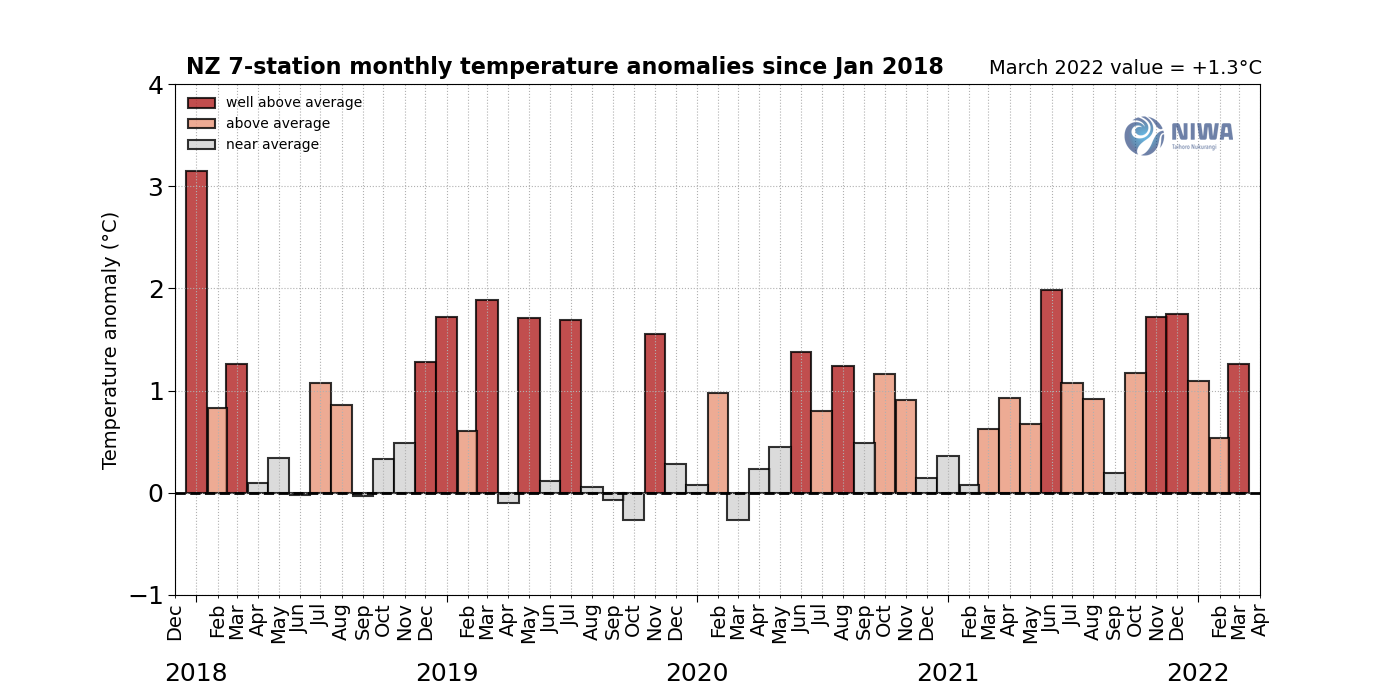 NZ 7-station monthly temperature anomalies since Jan 2018
March 2022 value = +1.3°C
well above average
above average
near average
NIWA
Taihoro Nukurangi
Temperature anomaly (°C)
4
3
2
1
0
−1
Dec Feb Mar Apr May Jun Jul Aug Sep Oct Nov Dec Feb Mar Apr May Jun Jul Aug Sep Oct Nov Dec Feb Mar Apr May Jun Jul Aug Sep Oct Nov Dec Feb Mar Apr May Jun Jul Aug Sep Oct Nov Dec Feb Mar Apr
2018 2019 2020 2021 2022